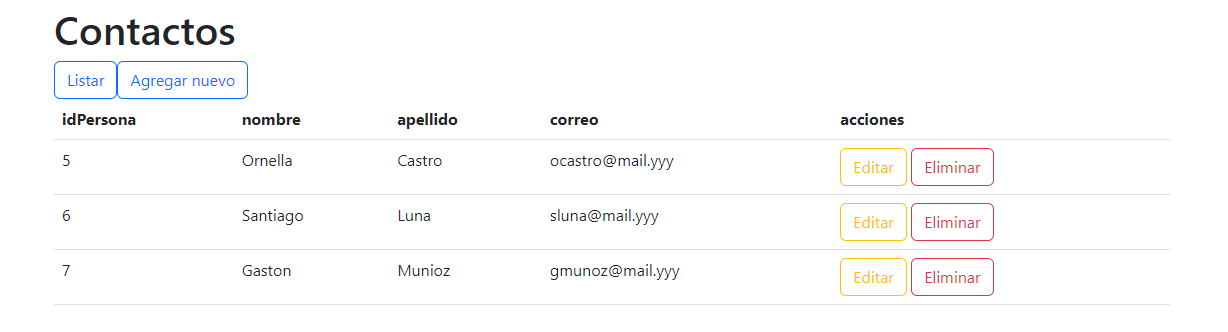 Contactos
Listar Agregar nuevo
idPersona nombre apellido correo acciones
5 Ornella Castro ocastro@mail.yyy Editar Eliminar
6 Santiago Luna sluna@mail.yyy Editar Eliminar
7 Gaston Munioz gmunoz@mail.yyy Editar Eliminar